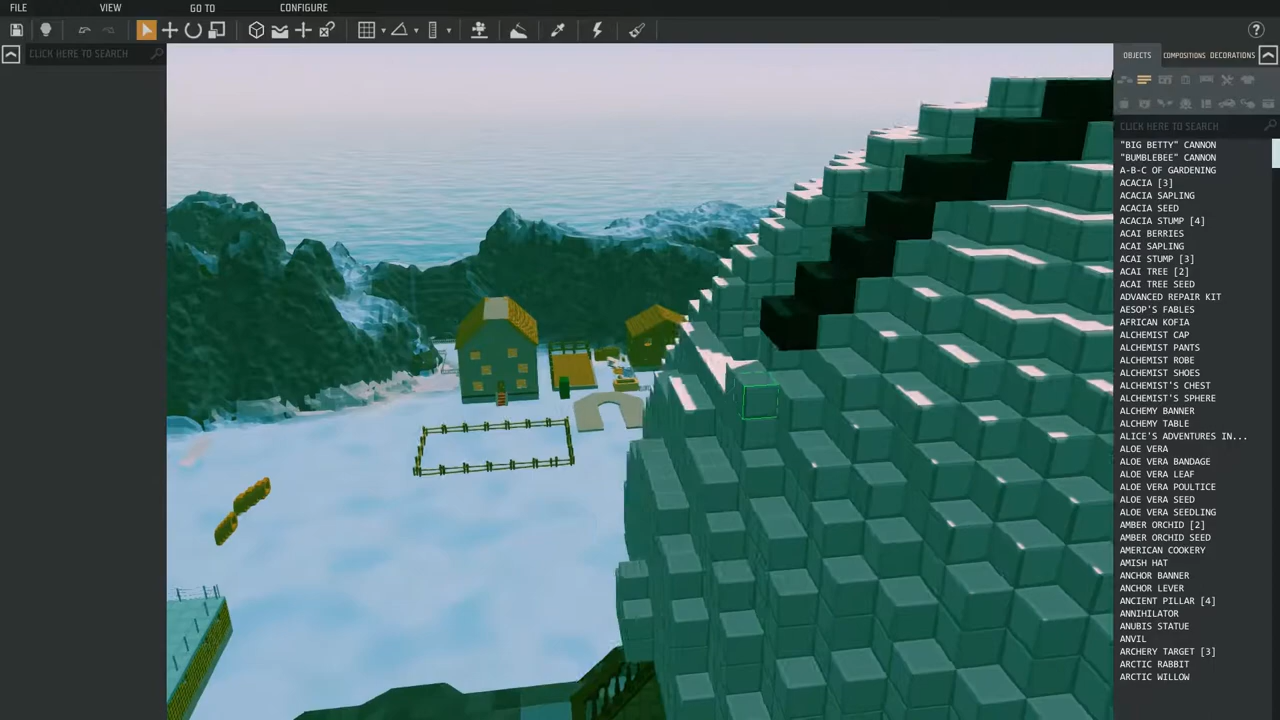 FILE VIEW GO TO CONFIGURE
CLICK HERE TO SEARCH
OBJECTS COMPOSITIONS DECORATIONS
CLICK HERE TO SEARCH
"BIG BETTY" CANNON
"BUMBLEBEE" CANNON
A-B-C OF GARDENING
ACACIA [3]
ACACIA SAPLING
ACACIA SEED
ACACIA STUMP [4]
ACAI BERRIES
ACAI SAPLING
ACAI STUMP [3]
ACAI TREE [2]
ACAI TREE SEED
ADVANCED REPAIR KIT
AESOP'S FABLES
AFRICAN KOFIA
ALCHEMIST CAP
ALCHEMIST PANTS
ALCHEMIST ROBE
ALCHEMIST SHOES
ALCHEMIST'S CHEST
ALCHEMIST'S SPHERE
ALCHEMY BANNER
ALCHEMY TABLE
ALICE'S ADVENTURES IN...
ALOE VERA
ALOE VERA BANDAGE
ALOE VERA LEAF
ALOE VERA POULTICE
ALOE VERA SEED
ALOE VERA SEEDLING
AMBER ORCHID [2]
AMBER ORCHID SEED
AMERICAN COOKERY
AMISH HAT
ANCHOR BANNER
ANCHOR LEVER
ANCIENT PILLAR [4]
ANNIHILATOR
ANUBIS STATUE
ANVIL
ARCHERY TARGET [3]
ARCTIC RABBIT
ARCTIC WILLOW